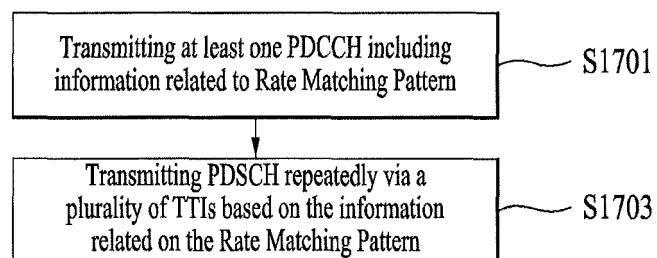 Transmitting at least one PDCCH including
information related to Rate Matching Pattern
S1701
Transmitting PDSCH repeatedly via a
plurality of TTIs based on the information
related on the Rate Matching Pattern
S1703